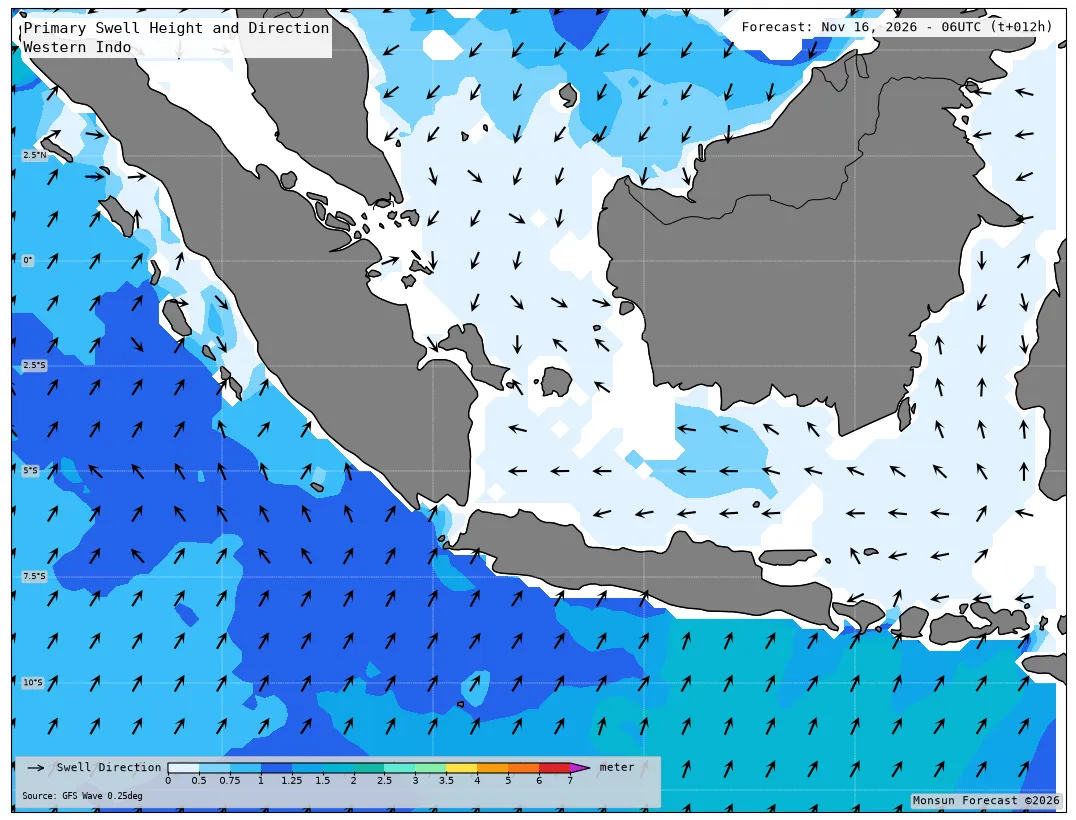 Primary Swell Height and Direction
Western Indo
Forecast: Nov 16, 2026 - 06UTC (t+012h)
2.5°N
0°
2.5°S
5°S
7.5°S
10°S
Swell Direction
meter
0 0.5 0.75 1 1.25 1.5 2 2.5 3 3.5 4 5 6 7
Source: GFS Wave 0.25deg
Monsun Forecast ©2026